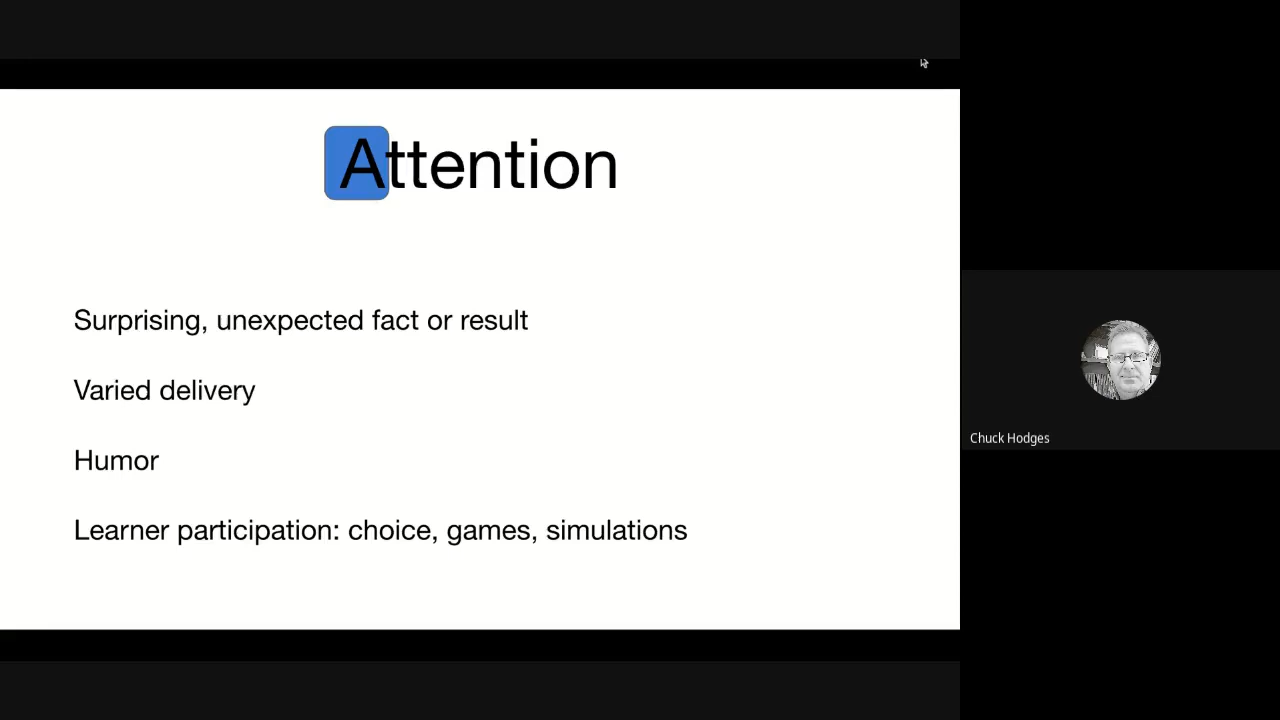 Attention
Surprising, unexpected fact or result
Varied delivery
Humor
Learner participation: choice, games, simulations
Chuck Hodges